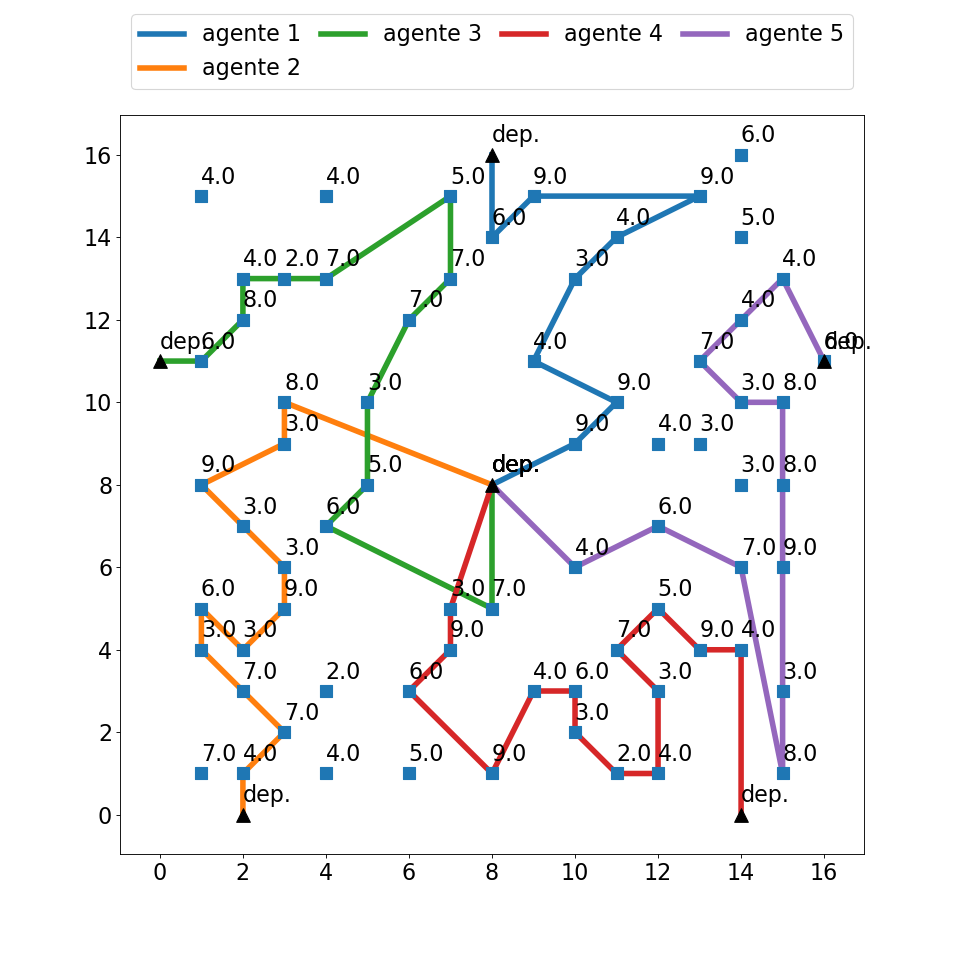 agente 1 agente 3 agente 4 agente 5
agente 2
dep. 6.0
16
4.0 4.0 5.0 9.0 9.0
6.0 4.0 5.0
14
4.0 2.0 7.0 7.0 3.0 4.0
8.0 7.0 4.0
12
dep. 6.0 4.0 7.0 dep.
8.0 3.0 9.0 3.0 8.0
10
3.0 9.0 4.0 3.0
9.0 5.0 dep. 3.0 8.0
8
3.0 6.0 6.0
3.0 4.0 7.0 9.0
6
6.0 9.0 3.0 7.0 5.0
3.0 3.0 9.0 7.0 9.0 4.0
4
7.0 2.0 6.0 4.0 6.0 3.0 3.0
7.0 3.0
2
7.0 4.0 4.0 5.0 9.0 2.0 4.0 8.0
dep. dep.
0
0 2 4 6 8 10 12 14 16